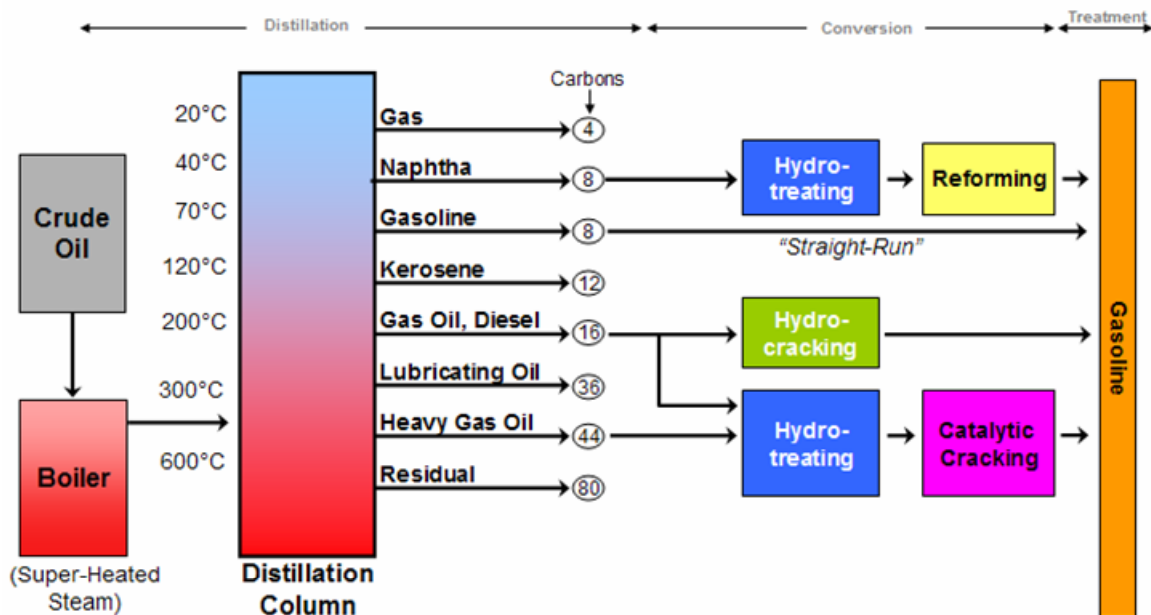 Distillation
Conversion
Treatment
Carbons
20°C
40°C
70°C
120°C
200°C
300°C
600°C
Crude
Oil
Boiler
(Super-Heated
Steam)
Distillation
Column
Gas
4
Naphtha
8
Gasoline
8
Kerosene
12
Gas Oil, Diesel
16
Lubricating Oil
36
Heavy Gas Oil
44
Residual
80
Hydro-
treating
Reforming
"Straight-Run"
Hydro-
cracking
Hydro-
treating
Catalytic
Cracking
Gasoline